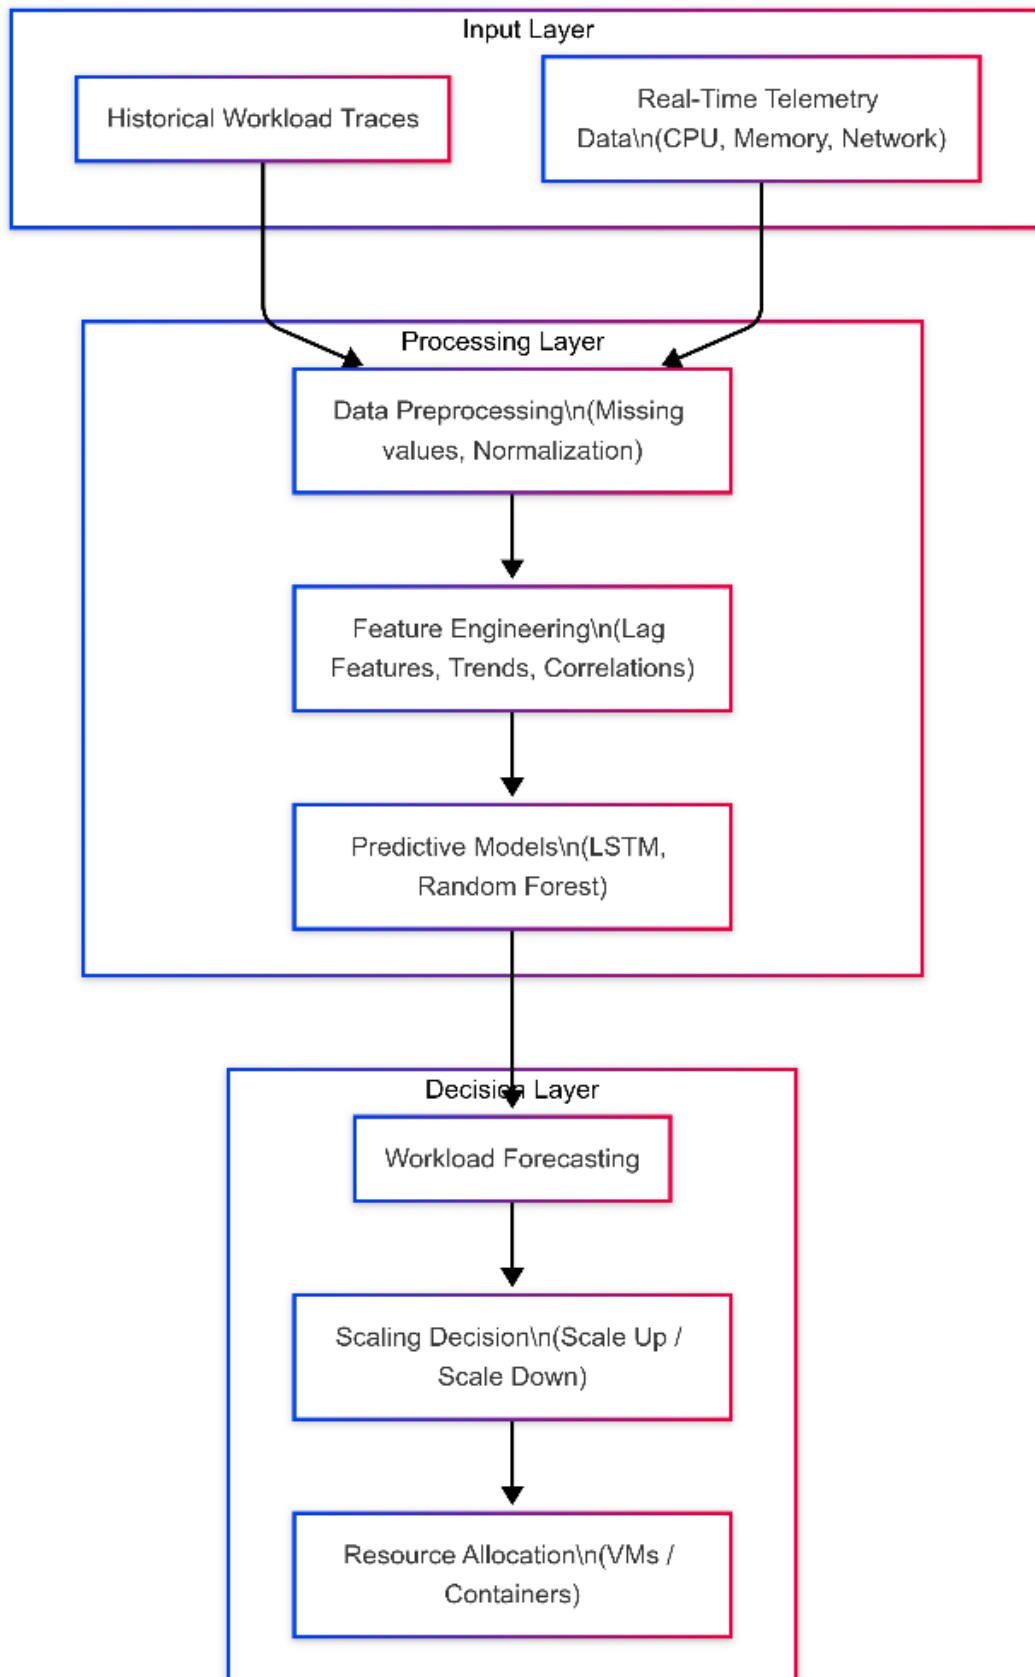 Input Layer
Historical Workload Traces
Real-Time Telemetry
Data\n(CPU, Memory, Network)
Processing Layer
Data Preprocessing\n(Missing
values, Normalization)
Feature Engineering\n(Lag
Features, Trends, Correlations)
Predictive Models\n(LSTM,
Random Forest)
Decision Layer
Workload Forecasting
Scaling Decision\n(Scale Up /
Scale Down)
Resource Allocation\n(VMs /
Containers)